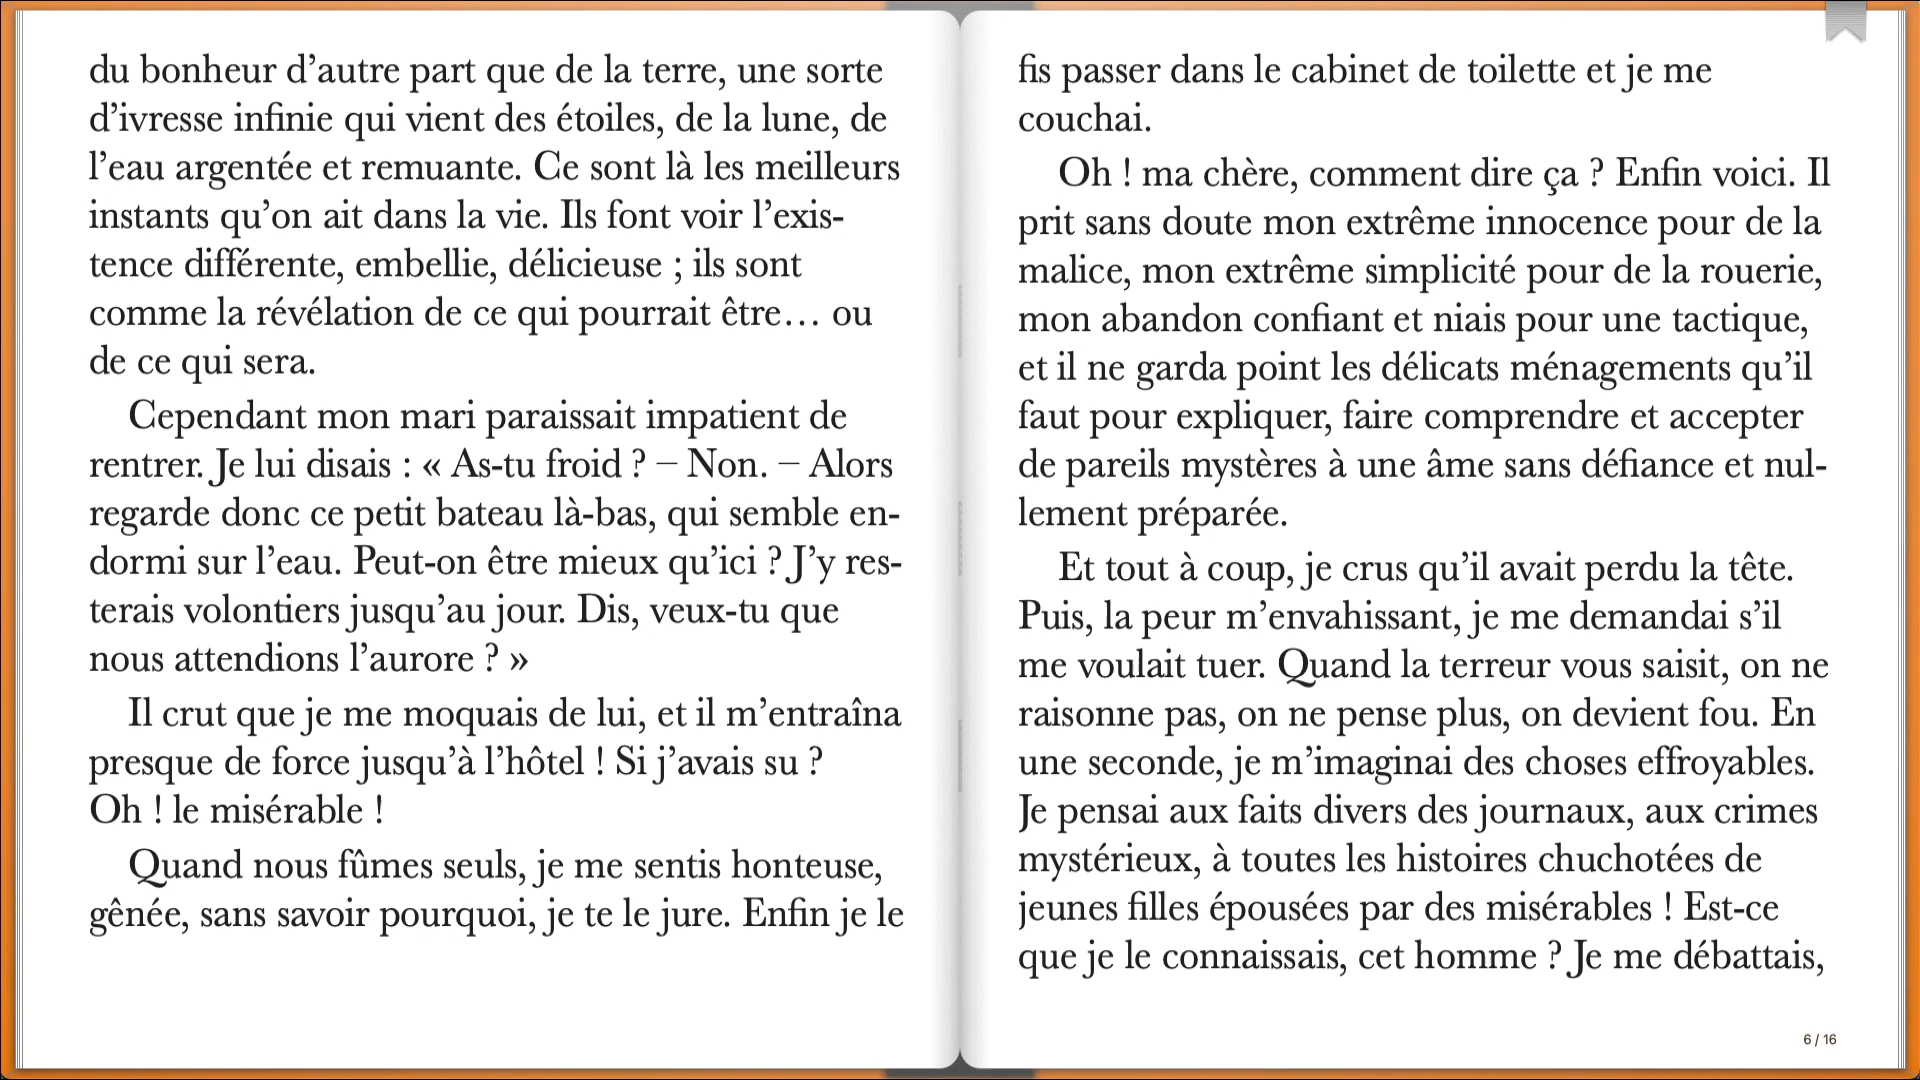 du bonheur d’autre part que de la terre, une sorte
d’ivresse infinie qui vient des étoiles, de la lune, de
l’eau argentée et remuante. Ce sont là les meilleurs
instants qu’on ait dans la vie. Ils font voir l’exis-
tence différente, embellie, délicieuse ; ils sont
comme la révélation de ce qui pourrait être… ou
de ce qui sera.
Cependant mon mari paraissait impatient de
rentrer. Je lui disais : « As-tu froid ? – Non. – Alors
regarde donc ce petit bateau là-bas, qui semble en-
dormi sur l’eau. Peut-on être mieux qu’ici ? J’y res-
terais volontiers jusqu’au jour. Dis, veux-tu que
nous attendions l’aurore ? »
Il crut que je me moquais de lui, et il m’entraîna
presque de force jusqu’à l’hôtel ! Si j’avais su ?
Oh ! le misérable !
Quand nous fûmes seuls, je me sentis honteuse,
gênée, sans savoir pourquoi, je te le jure. Enfin je le
fis passer dans le cabinet de toilette et je me
couchai.
Oh ! ma chère, comment dire ça ? Enfin voici. Il
prit sans doute mon extrême innocence pour de la
malice, mon extrême simplicité pour de la rouerie,
mon abandon confiant et niais pour une tactique,
et il ne garda point les délicats ménagements qu’il
faut pour expliquer, faire comprendre et accepter
de pareils mystères à une âme sans défiance et nul-
lement préparée.
Et tout à coup, je crus qu’il avait perdu la tête.
Puis, la peur m’envahissant, je me demandai s’il
me voulait tuer. Quand la terreur vous saisit, on ne
raisonne pas, on ne pense plus, on devient fou. En
une seconde, je m’imaginai des choses effroyables.
Je pensai aux faits divers des journaux, aux crimes
mystérieux, à toutes les histoires chuchotées de
jeunes filles épousées par des misérables ! Est-ce
que je le connaissais, cet homme ? Je me débattais,
6 / 16